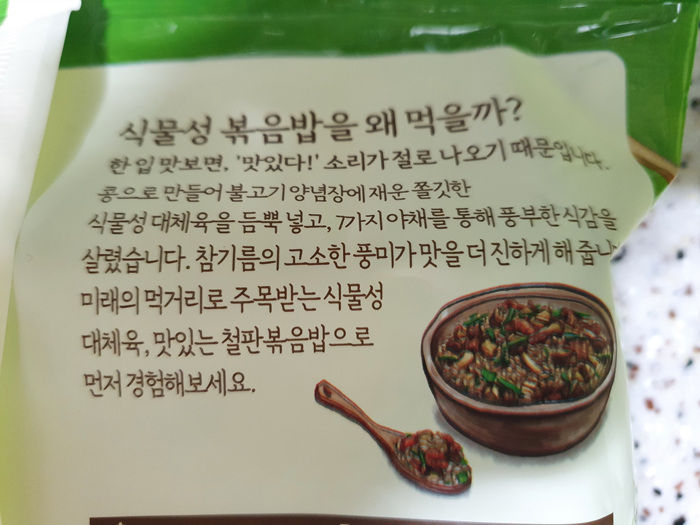 식물성 볶음밥을 왜 먹을까?
한 입 맛보면, '맛있다!' 소리가 절로 나오기 때문입니다.
콩으로 만들어 불고기 양념장에 재운 쫄깃한
식물성 대체육을 듬뿍 넣고, 7가지 야채를 통해 풍부한 식감을
살렸습니다. 참기름의 고소한 풍미가 맛을 더 진하게 해 줍니
미래의 먹거리로 주목받는 식물성
대체육, 맛있는 철판볶음밥으로
먼저 경험해보세요.